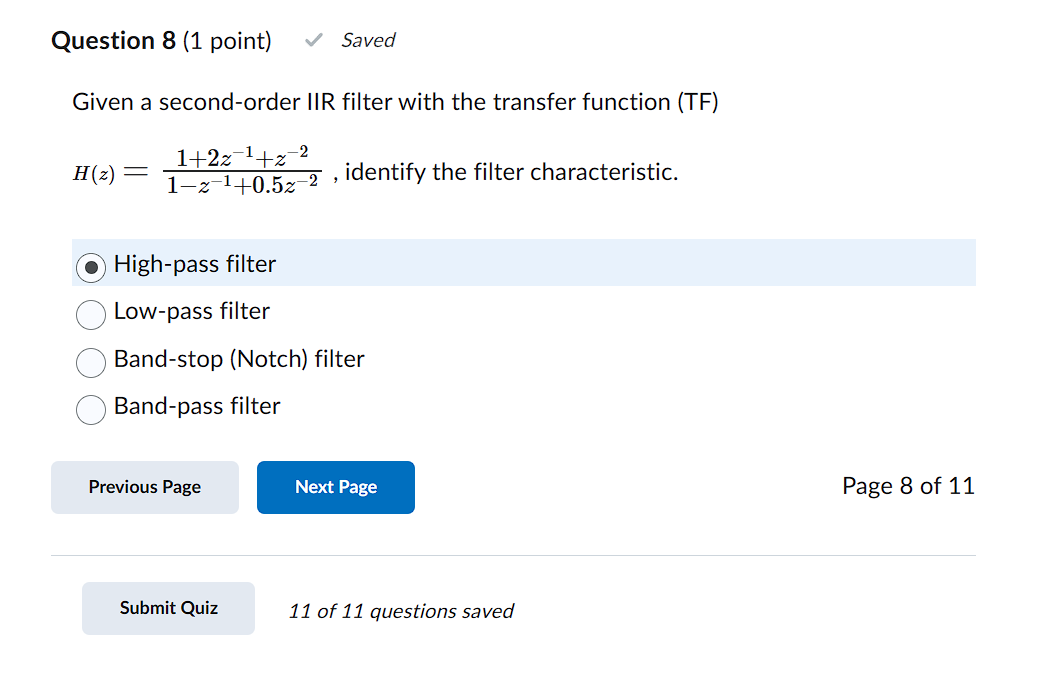 Question 8 (1 point) ✓ Saved
Given a second-order IIR filter with the transfer function (TF)
H(z) = \frac{1+2z^{-1}+z^{-2}}{1-z^{-1}+0.5z^{-2}} , identify the filter characteristic.
High-pass filter
Low-pass filter
Band-stop (Notch) filter
Band-pass filter
Previous Page Next Page Page 8 of 11
Submit Quiz 11 of 11 questions saved